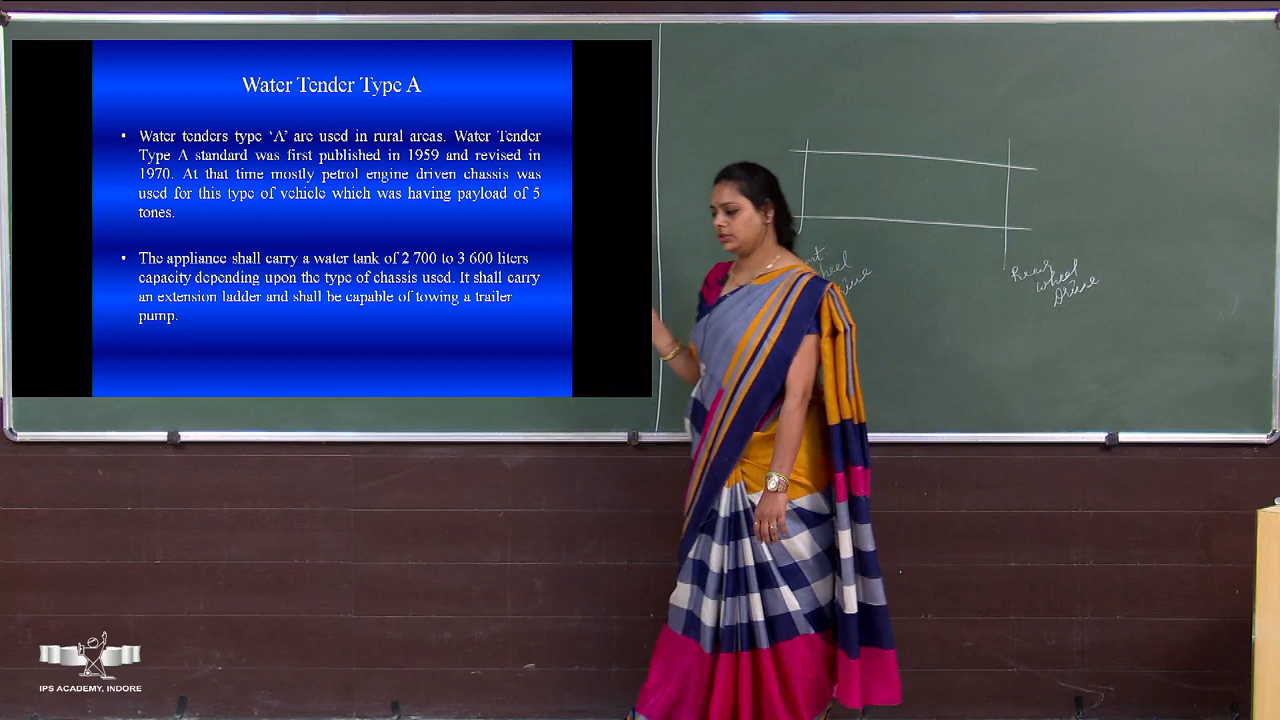 Water Tender Type A
• Water tenders type ‘A’ are used in rural areas. Water Tender
Type A standard was first published in 1959 and revised in
1970. At that time mostly petrol engine driven chassis was
used for this type of vehicle which was having payload of 5
tones.
• The appliance shall carry a water tank of 2 700 to 3 600 liters
capacity depending upon the type of chassis used. It shall carry
an extension ladder and shall be capable of towing a trailer
pump.
Rear
wheel
Drive
IPS ACADEMY, INDORE